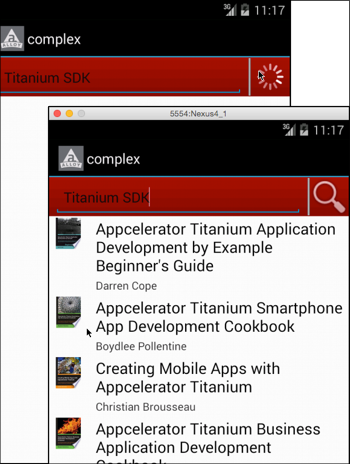 3G 11:17
ALLOY complex
Titanium SDK
5554:Nexus4_1
3G 11:17
ALLOY complex
Titanium SDK
Appcelerator Titanium Application
Development by Example
Beginner's Guide
Darren Cope
Appcelerator Titanium Smartphone
App Development Cookbook
Boydlee Pollentine
Creating Mobile Apps with
Appcelerator Titanium
Christian Brousseau
Appcelerator Titanium Business
Application Development
Cookbook